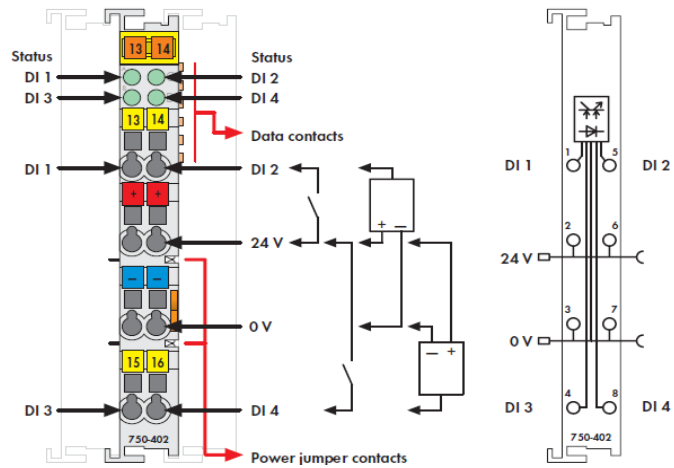 13 14
Status Status
DI 1 DI 2
DI 3 DI 4
13 14
Data contacts
DI 1 DI 2
+ +
+ −
24 V
− −
0 V
− +
15 16
DI 3 DI 4
750-402
Power jumper contacts
1 5
DI 1 DI 2
2 6
24 V
3 7
0 V
4 8
DI 3 DI 4
750-402